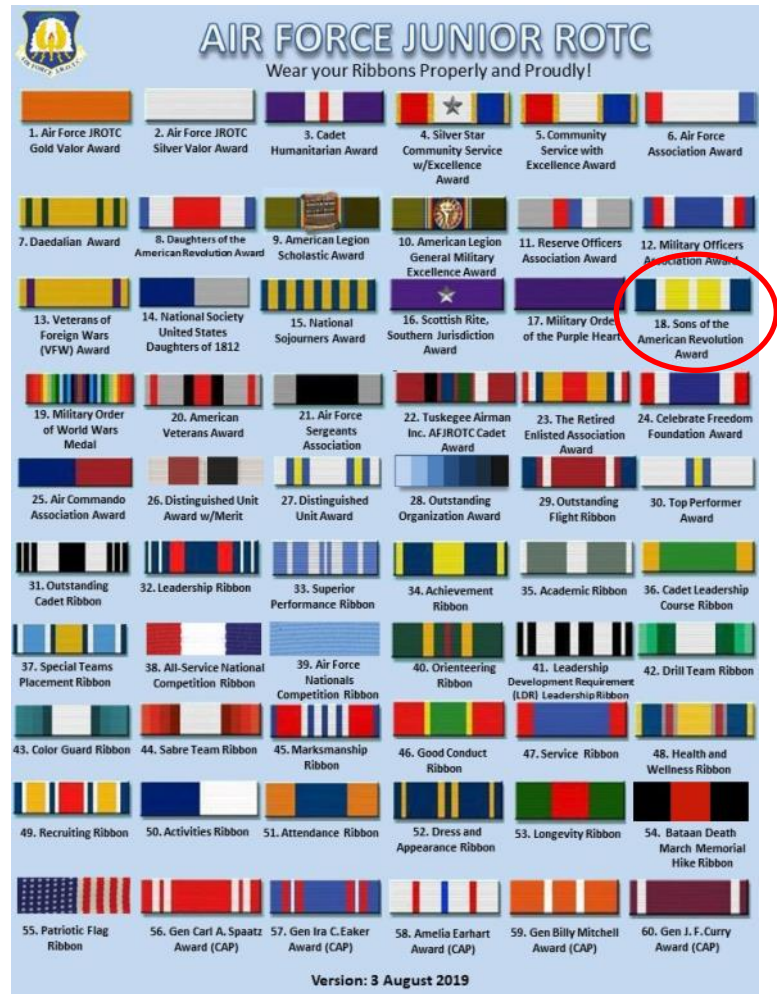 AIR FORCE JUNIOR ROTC
Wear your Ribbons Properly and Proudly!
1. Air Force JROTC
Gold Valor Award
2. Air Force JROTC
Silver Valor Award
3. Cadet
Humanitarian Award
4. Silver Star
Community Service
w/Excellence
Award
5. Community
Service with
Excellence Award
6. Air Force
Association Award
7. Daedalian Award
8. Daughters of the
American Revolution Award
9. American Legion
Scholastic Award
10. American Legion
General Military
Excellence Award
11. Reserve Officers
Association Award
12. Military Officers
Association Award
13. Veterans of
Foreign Wars
(VFW) Award
14. National Society
United States
Daughters of 1812
15. National
Sojourners Award
16. Scottish Rite,
Southern Jurisdiction
Award
17. Military Order
of the Purple Heart
18. Sons of the
American Revolution
Award
19. Military Order
of World Wars
Medal
20. American
Veterans Award
21. Air Force
Sergeants
Association
22. Tuskegee Airman
Inc. AFJROTC Cadet
Award
23. The Retired
Enlisted Association
Award
24. Celebrate Freedom
Foundation Award
25. Air Commando
Association Award
26. Distinguished Unit
Award w/Merit
27. Distinguished
Unit Award
28. Outstanding
Organization Award
29. Outstanding
Flight Ribbon
30. Top Performer
Award
31. Outstanding
Cadet Ribbon
32. Leadership Ribbon
33. Superior
Performance Ribbon
34. Achievement
Ribbon
35. Academic Ribbon
36. Cadet Leadership
Course Ribbon
37. Special Teams
Placement Ribbon
38. All-Service National
Competition Ribbon
39. Air Force
Nationals
Competition Ribbon
40. Orienteering
Ribbon
41. Leadership
Development Requirement
(LDR) Leadership Ribbon
42. Drill Team Ribbon
43. Color Guard Ribbon
44. Sabre Team Ribbon
45. Marksmanship
Ribbon
46. Good Conduct
Ribbon
47. Service Ribbon
48. Health and
Wellness Ribbon
49. Recruiting Ribbon
50. Activities Ribbon
51. Attendance Ribbon
52. Dress and
Appearance Ribbon
53. Longevity Ribbon
54. Bataan Death
March Memorial
Hike Ribbon
55. Patriotic Flag
Ribbon
56. Gen Carl A. Spaatz
Award (CAP)
57. Gen Ira C.Eaker
Award (CAP)
58. Amelia Earhart
Award (CAP)
59. Gen Billy Mitchell
Award (CAP)
60. Gen J. F.Curry
Award (CAP)
Version: 3 August 2019